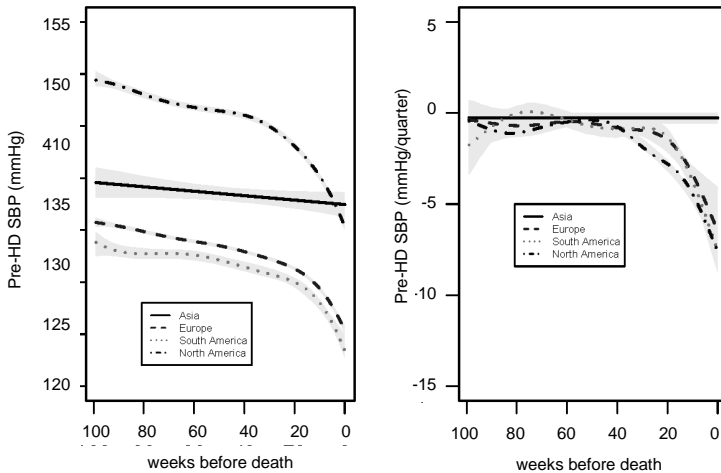 155
150
410
135
130
125
120
Pre-HD SBP (mmHg)
Asia
Europe
South America
North America
100 80 60 40 20 0
weeks before death
5
0
-5
-10
-15
Pre-HD SBP (mmHg/quarter)
Asia
Europe
South America
North America
100 80 60 40 20 0
weeks before death